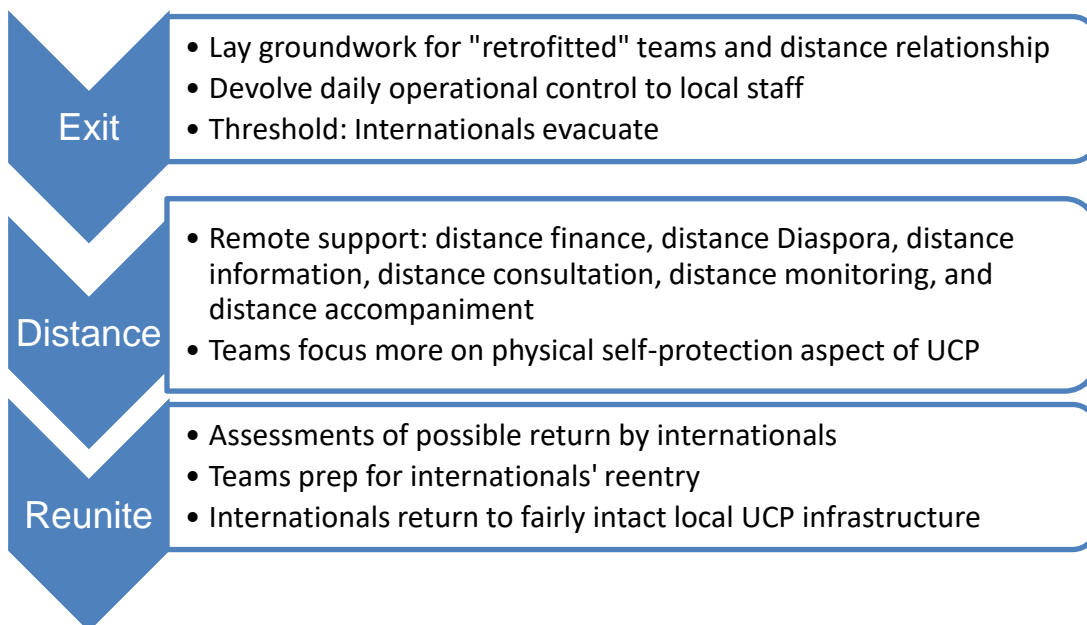 Exit
• Lay groundwork for "retrofitted" teams and distance relationship
• Devolve daily operational control to local staff
• Threshold: Internationals evacuate
Distance
• Remote support: distance finance, distance Diaspora, distance
information, distance consultation, distance monitoring, and
distance accompaniment
• Teams focus more on physical self-protection aspect of UCP
Reunite
• Assessments of possible return by internationals
• Teams prep for internationals' reentry
• Internationals return to fairly intact local UCP infrastructure